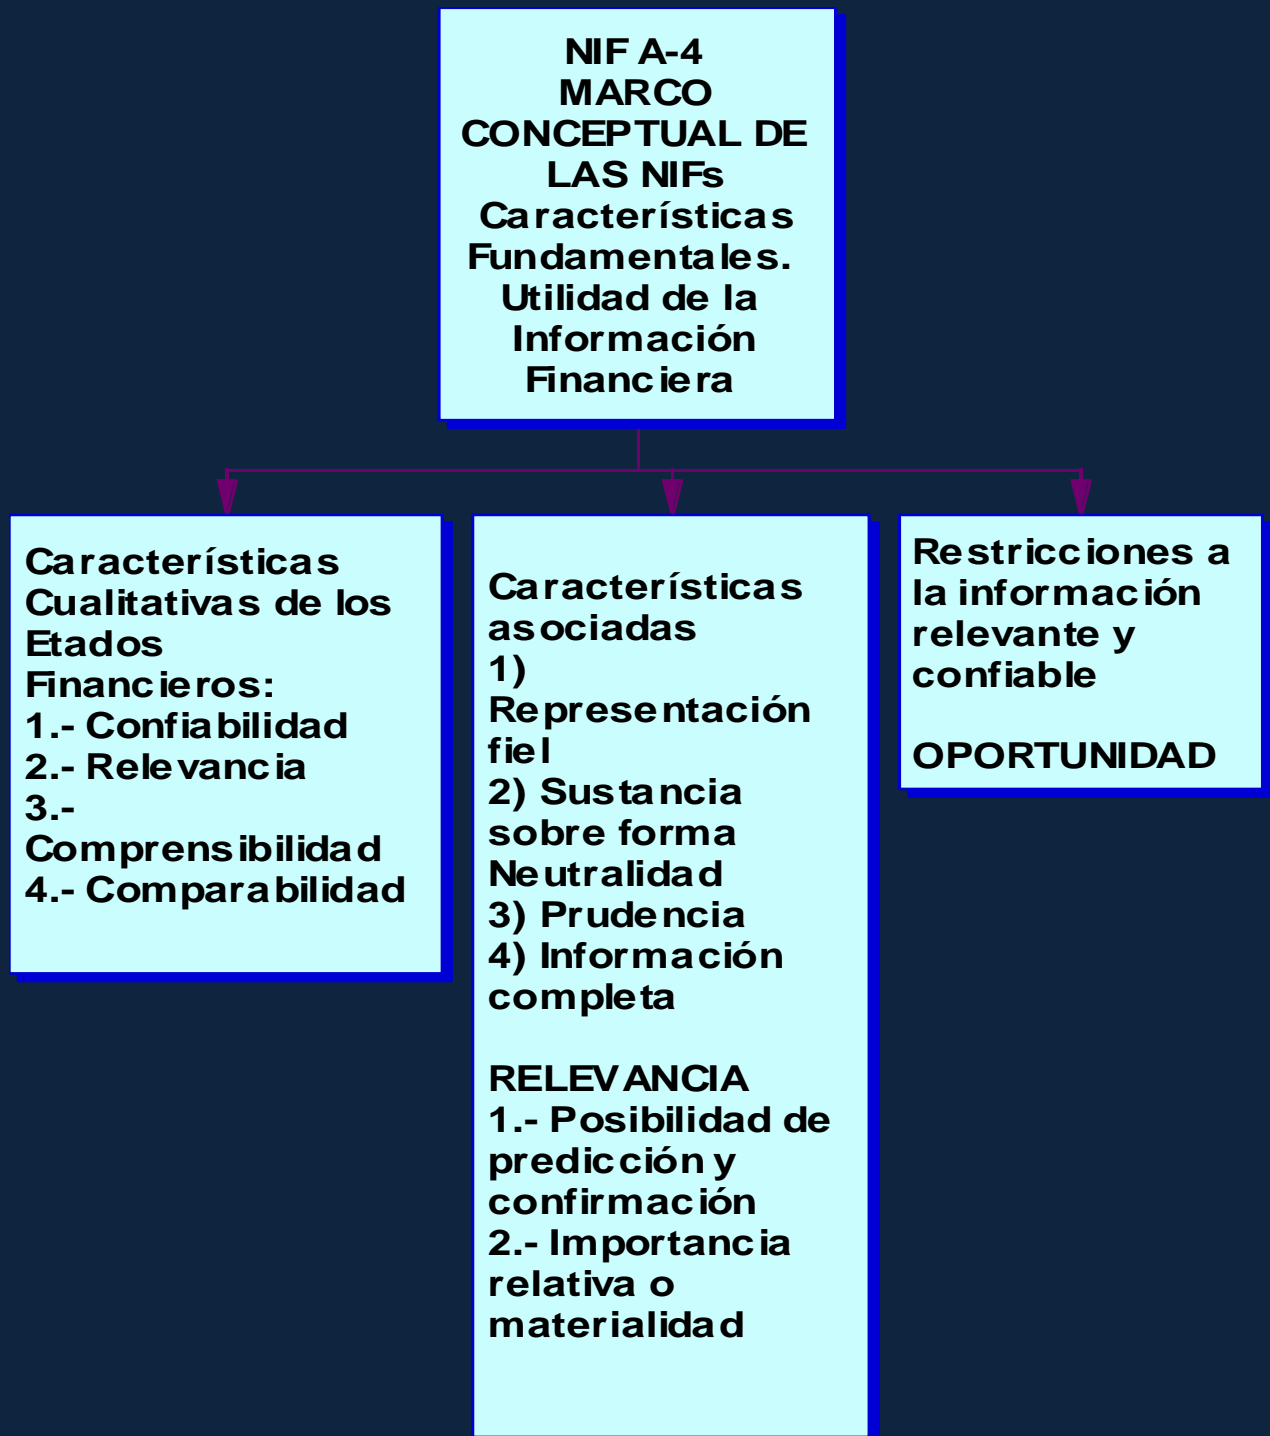 NIF A-4
MARCO
CONCEPTUAL DE
LAS NIFs
Características
Fundamentales.
Utilidad de la
Información
Financiera
Características
Cualitativas de los
Etados
Financieros:
1.- Confiabilidad
2.- Relevancia
3.-
Comprensibilidad
4.- Comparabilidad
Características
asociadas
1)
Representación
fiel
2) Sustancia
sobre forma
Neutralidad
3) Prudencia
4) Información
completa
RELEVANCIA
1.- Posibilidad de
predicción y
confirmación
2.- Importancia
relativa o
materialidad
Restricciones a
la información
relevante y
confiable
OPORTUNIDAD